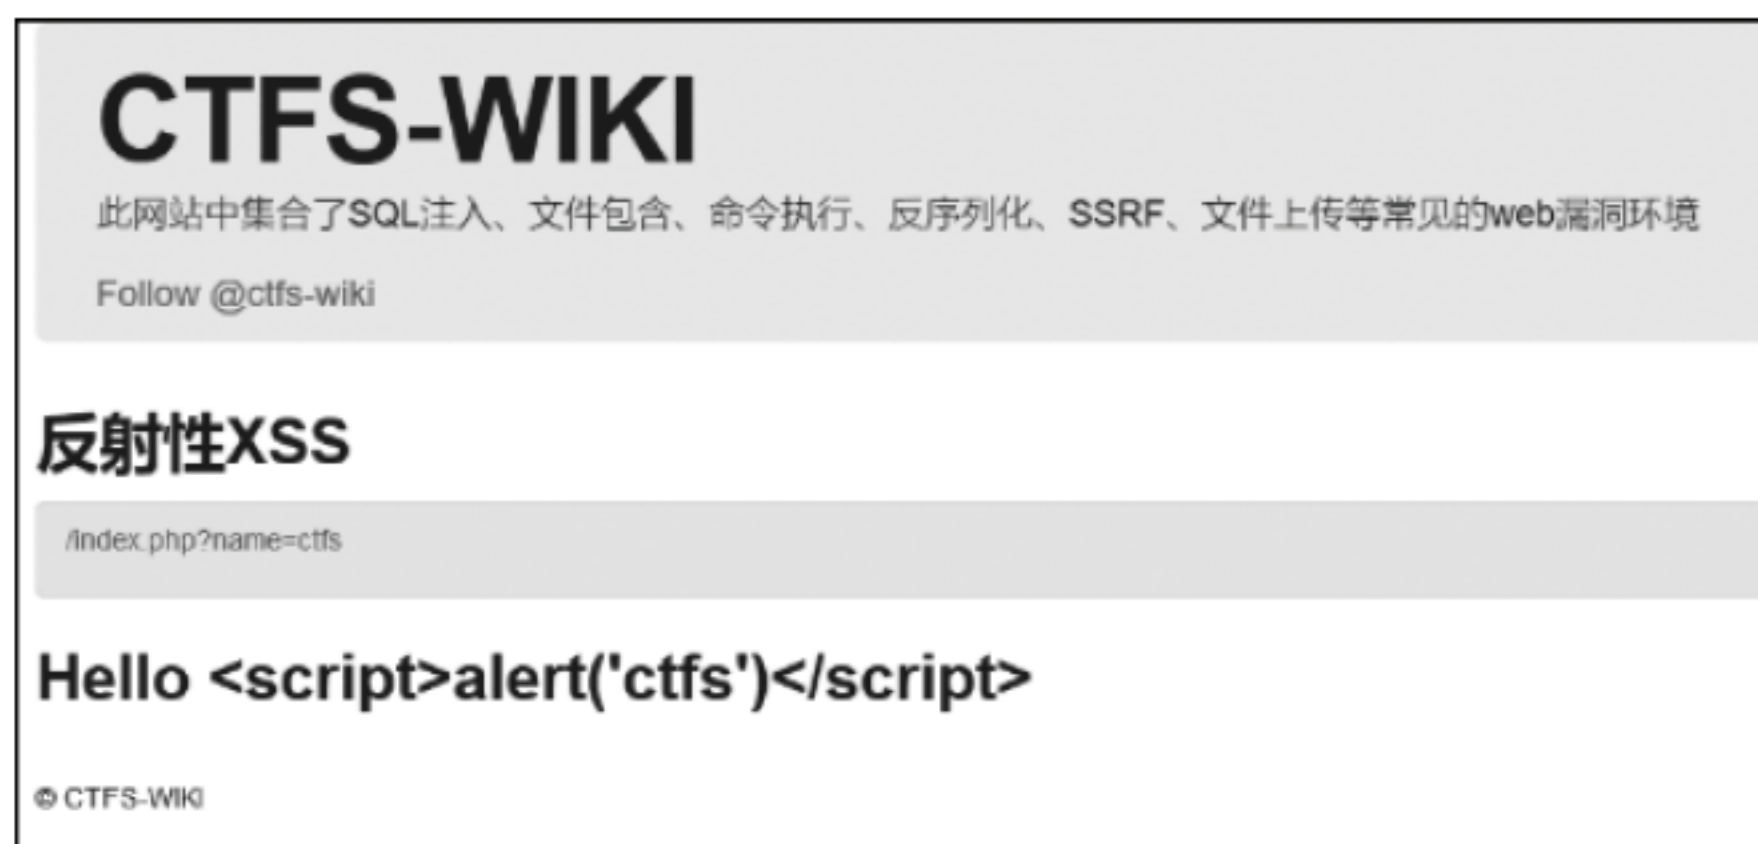 CTFS-WIKI
此网站中集合了SQL注入、文件包含、命令执行、反序列化、SSRF、文件上传等常见的web漏洞环境
Follow @ctfs-wiki
反射性XSS
/index.php?name=ctfs
Hello <script>alert('ctfs')</script>
© CTFS-WIKI